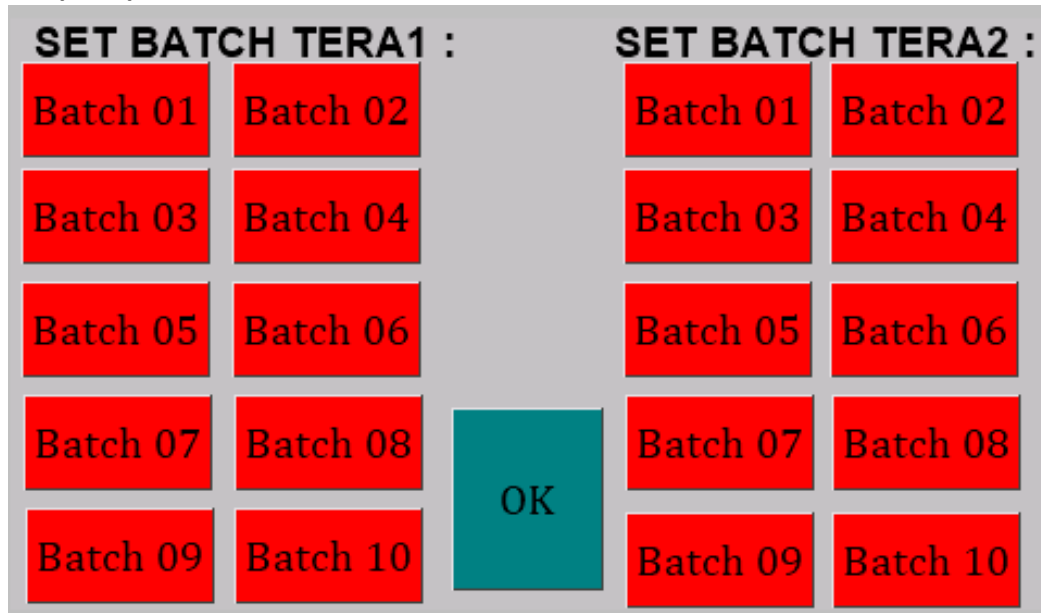 SET BATCH TERA1 : SET BATCH TERA2 :
Batch 01 Batch 02 Batch 01 Batch 02
Batch 03 Batch 04 Batch 03 Batch 04
Batch 05 Batch 06 Batch 05 Batch 06
Batch 07 Batch 08 Batch 07 Batch 08
OK
Batch 09 Batch 10 Batch 09 Batch 10